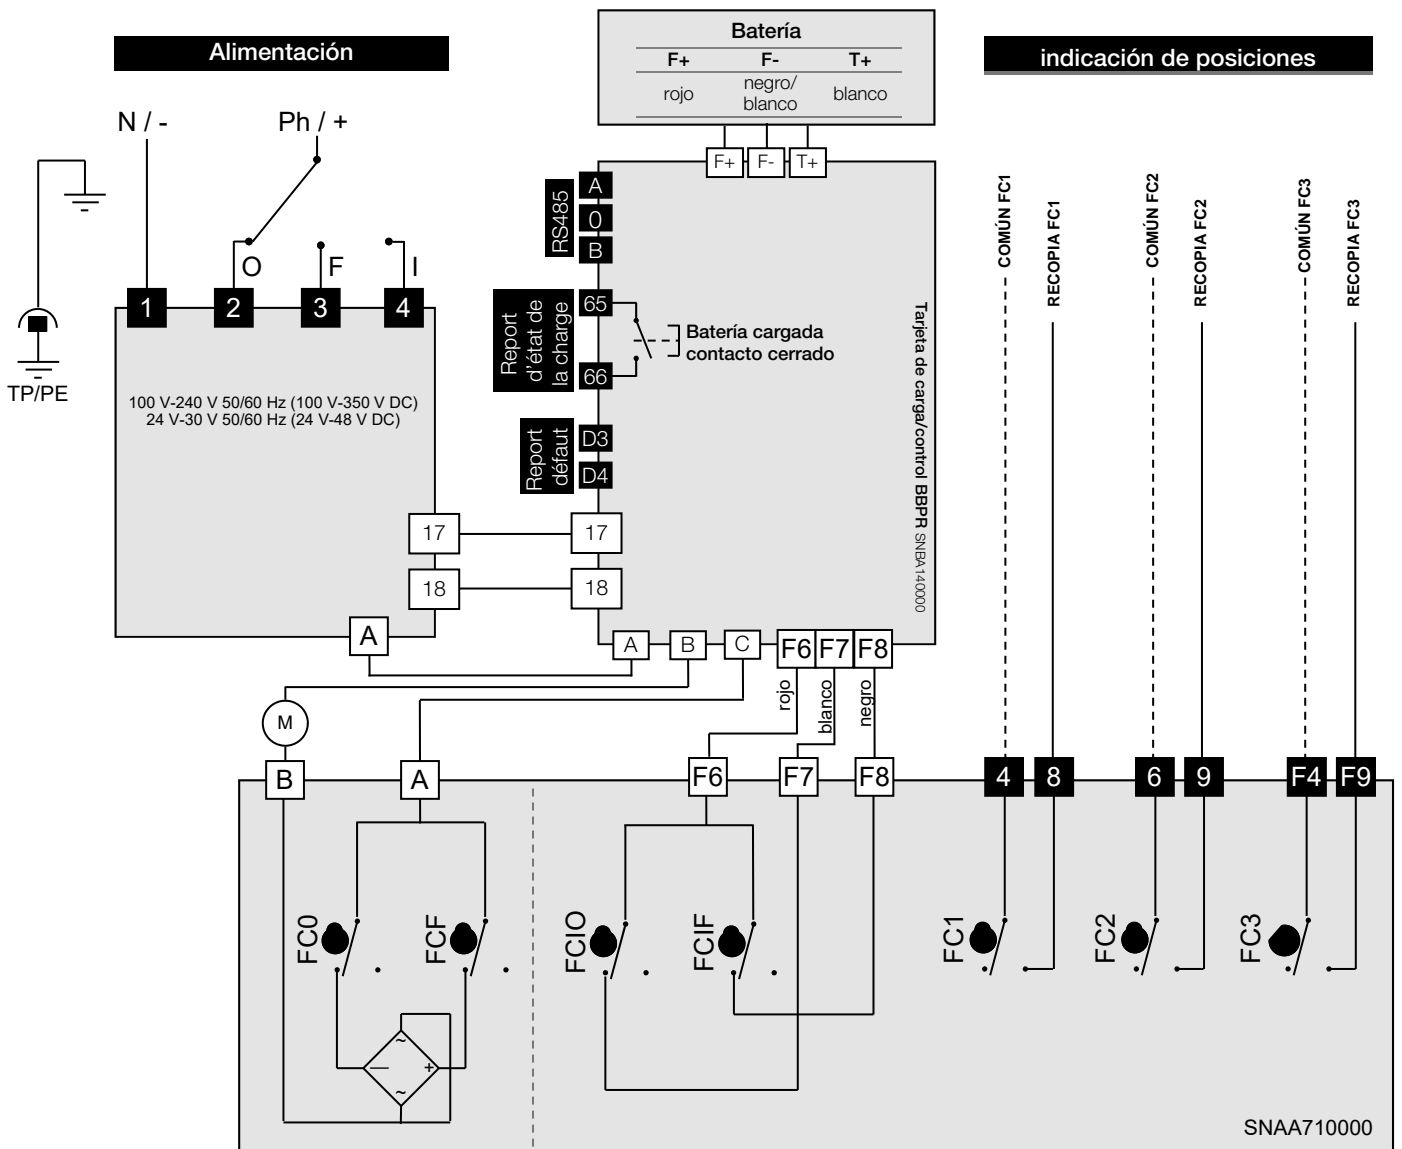 Alimentación
Batería
F+ F- T+
rojo negro/ blanco
blanco
indicación de posiciones
N / -
Ph / +
F+ F- T+
RS485
A
0
B
O F I
1 2 3 4
TP/PE
100 V-240 V 50/60 Hz (100 V-350 V DC)
24 V-30 V 50/60 Hz (24 V-48 V DC)
Report
d'état de
la charge
65
66
Batería cargada
contacto cerrado
Report
défaut
D3
D4
Tarjeta de carga/control BBPR SNBA140000
17 17
18 18
A
A B C F6 F7 F8
rojo
blanco
negro
COMÚN FC1
RECOPIA FC1
COMÚN FC2
RECOPIA FC2
COMÚN FC3
RECOPIA FC3
M
B A F6 F7 F8 4 8 6 9 F4 F9
FC0
FCF
FCIO
FCIF
FC1
FC2
FC3
~
— +
~
SNAA710000